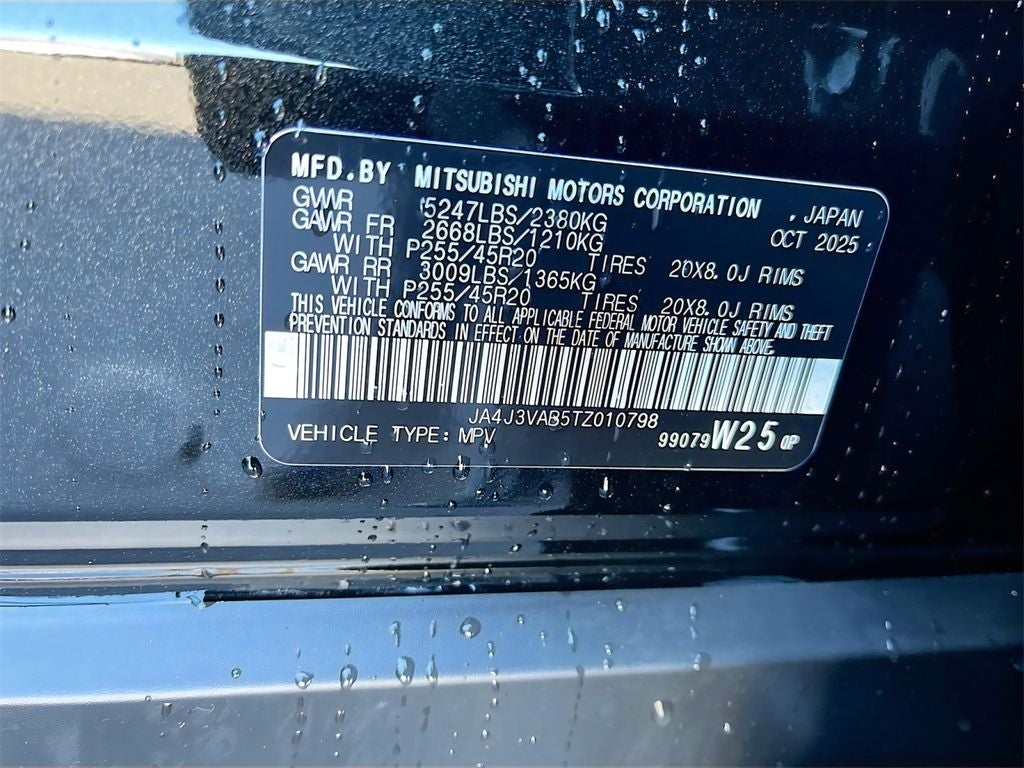 MFD.BY MITSUBISHI MOTORS CORPORATION , JAPAN
GVWR 5247LBS/2380KG OCT 2025
GAWR FR 2668LBS/1210KG
WITH P255/45R20 TIRES 20X8.0J RIMS
GAWR RR 3009LBS/1365KG
WITH P255/45R20 TIRES 20X8.0J RIMS
THIS VEHICLE CONFORMS TO ALL APPLICABLE FEDERAL MOTOR VEHICLE SAFETY AND THEFT
PREVENTION STANDARDS IN EFFECT ON THE DATE OF MANUFACTURE SHOWN ABOVE.
JA4J3VAB5TZ010798
VEHICLE TYPE: MPV 99079 W25 0P